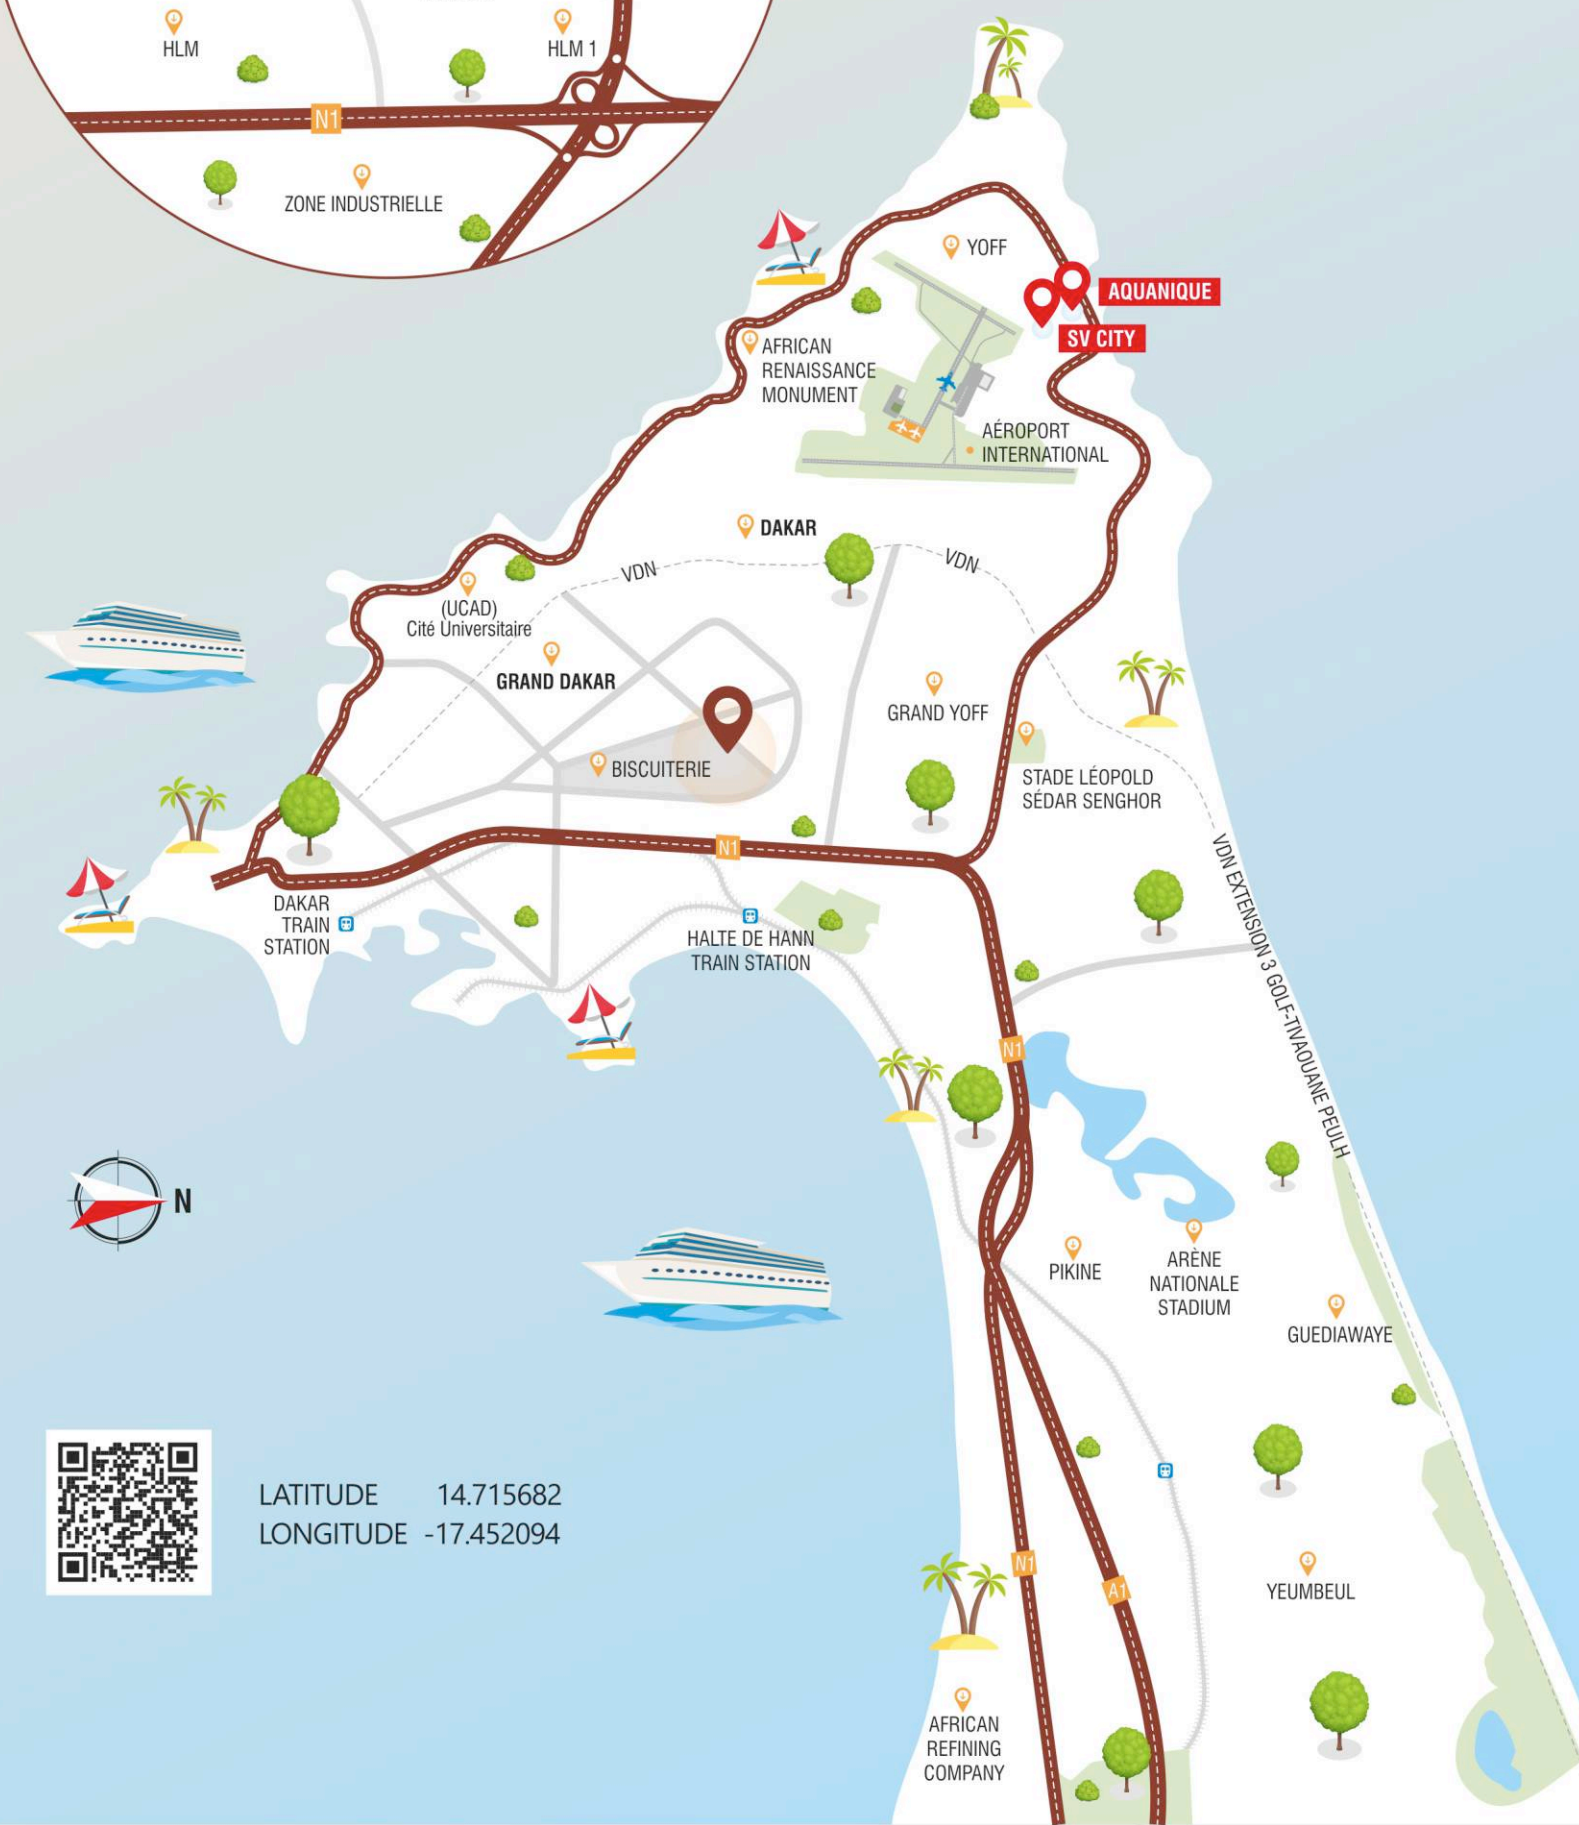 HLM
HLM 1
N1
ZONE INDUSTRIELLE
YOFF
AQUANIQUE
SV CITY
AFRICAN
RENAISSANCE
MONUMENT
AÉROPORT
INTERNATIONAL
DAKAR
VDN
VDN
(UCAD)
Cité Universitaire
GRAND DAKAR
GRAND YOFF
BISCUITERIE
STADE LÉOPOLD
SÉDAR SENGHOR
N1
VDN EXTENSION 3 GOLF-TIVAOUANE PEULH
DAKAR
TRAIN
STATION
HALTE DE HANN
TRAIN STATION
N1
N
PIKINE
ARÈNE
NATIONALE
STADIUM
GUEDIAWAYE
LATITUDE 14.715682
LONGITUDE -17.452094
N1
A1
YEUMBEUL
AFRICAN
REFINING
COMPANY